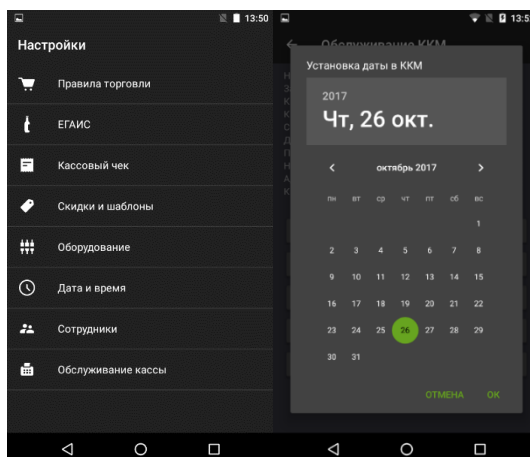 13:50
Настройки
Правила торговли
ЕГАИС
Кассовый чек
Скидки и шаблоны
Оборудование
Дата и время
Сотрудники
Обслуживание кассы
13:5
Обслуживание ККМ
Установка даты в ККМ
2017
Чт, 26 окт.
октябрь 2017
пн вт ср чт пт сб вс
1
2 3 4 5 6 7 8
9 10 11 12 13 14 15
16 17 18 19 20 21 22
23 24 25 26 27 28 29
30 31
ОТМЕНА ОК